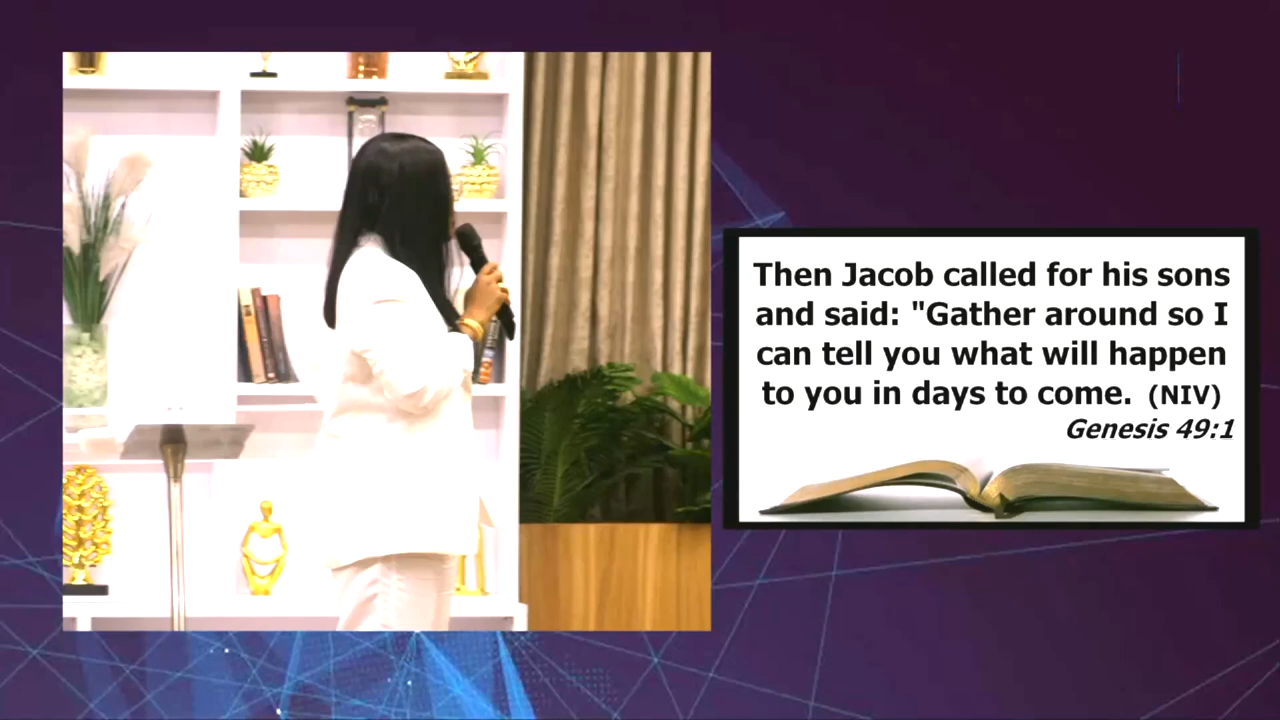 Then Jacob called for his sons
and said: "Gather around so I
can tell you what will happen
to you in days to come. (NIV)
Genesis 49:1